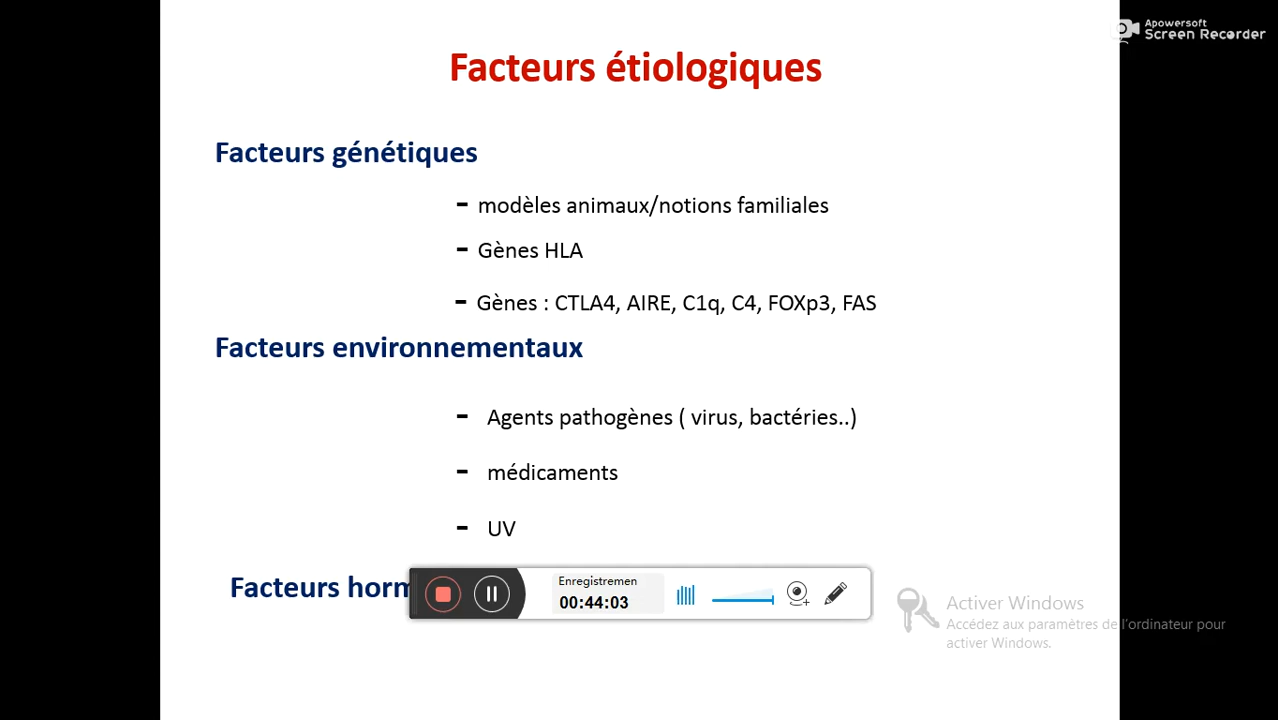 Apowersoft
Screen Recorder
Facteurs étiologiques
Facteurs génétiques
- modèles animaux/notions familiales
- Gènes HLA
- Gènes : CTLA4, AIRE, C1q, C4, FOXp3, FAS
Facteurs environnementaux
- Agents pathogènes ( virus, bactéries..)
- médicaments
- UV
Facteurs
Enregistremen
00:44:03
Activer Windows
Accédez aux paramètres de l'ordinateur pour
activer Windows.